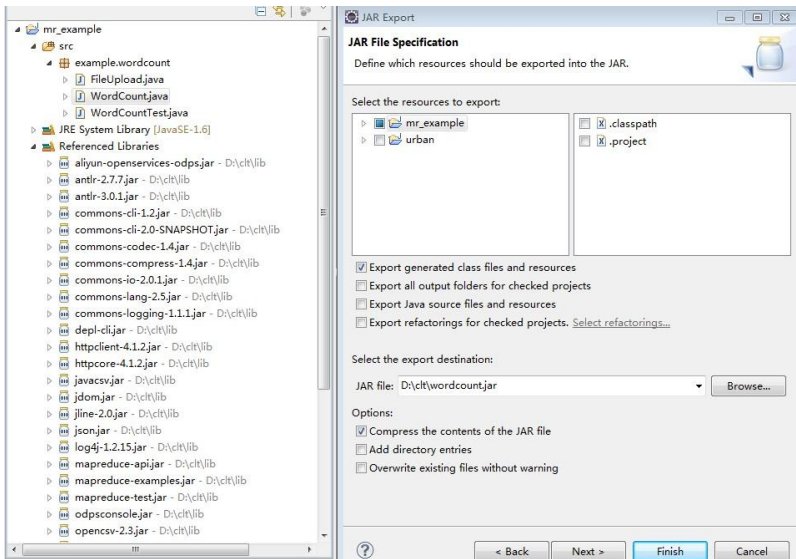 mr_example
src
example.wordcount
FileUpload.java
WordCount.java
WordCountTest.java
JRE System Library [JavaSE-1.6]
Referenced Libraries
aliyun-openservices-odps.jar - D:\clt\lib
antlr-2.7.7.jar - D:\clt\lib
antlr-3.0.1.jar - D:\clt\lib
commons-cli-1.2.jar - D:\clt\lib
commons-cli-2.0-SNAPSHOT.jar - D:\clt\lib
commons-codec-1.4.jar - D:\clt\lib
commons-compress-1.4.jar - D:\clt\lib
commons-io-2.0.1.jar - D:\clt\lib
commons-lang-2.5.jar - D:\clt\lib
commons-logging-1.1.1.jar - D:\clt\lib
depl-cli.jar - D:\clt\lib
httpclient-4.1.2.jar - D:\clt\lib
httpcore-4.1.2.jar - D:\clt\lib
javacsv.jar - D:\clt\lib
jdom.jar - D:\clt\lib
jline-2.0.jar - D:\clt\lib
json.jar - D:\clt\lib
log4j-1.2.15.jar - D:\clt\lib
mapreduce-api.jar - D:\clt\lib
mapreduce-examples.jar - D:\clt\lib
mapreduce-test.jar - D:\clt\lib
odpsconsole.jar - D:\clt\lib
opencsv-2.3.jar - D:\clt\lib
JAR Export
JAR File Specification
Define which resources should be exported into the JAR.
Select the resources to export:
mr_example
urban
.classpath
.project
Export generated class files and resources
Export all output folders for checked projects
Export Java source files and resources
Export refactorings for checked projects. Select refactorings...
Select the export destination:
JAR file: D:\clt\wordcount.jar Browse...
Options:
Compress the contents of the JAR file
Add directory entries
Overwrite existing files without warning
? < Back Next > Finish Cancel